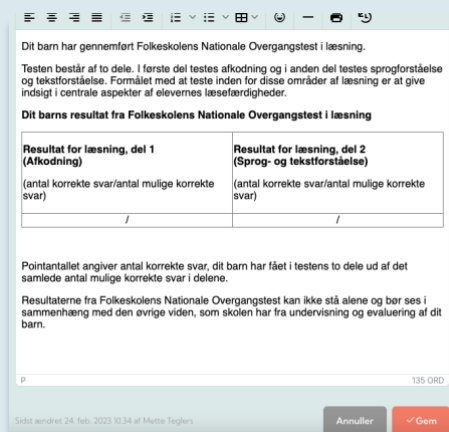 Dit barn har gennemført Folkeskolens Nationale Overgangstest i læsning.
Testen består af to dele. I første del testes afkodning og i anden del testes sprogforståelse
og tekstforståelse. Formålet med at teste inden for disse områder af læsning er at give
indsigt i centrale aspekter af elevernes læsefærdigheder.
Dit barns resultat fra Folkeskolens Nationale Overgangstest i læsning
Resultat for læsning, del 1
(Afkodning)
(antal korrekte svar/antal mulige korrekte
svar)
/
Resultat for læsning, del 2
(Sprog- og tekstforståelse)
(antal korrekte svar/antal mulige korrekte
svar)
/
Pointantallet angiver antal korrekte svar, dit barn har fået i testens to dele ud af det
samlede antal mulige korrekte svar i delene.
Resultaterne fra Folkeskolens Nationale Overgangstest kan ikke stå alene og bør ses i
sammenhæng med den øvrige viden, som skolen har fra undervisning og evaluering af dit
barn.
P
135 ORD
Sidst ændret 24. feb. 2023 10.34 af Mette Teglers
Annuller
Gem